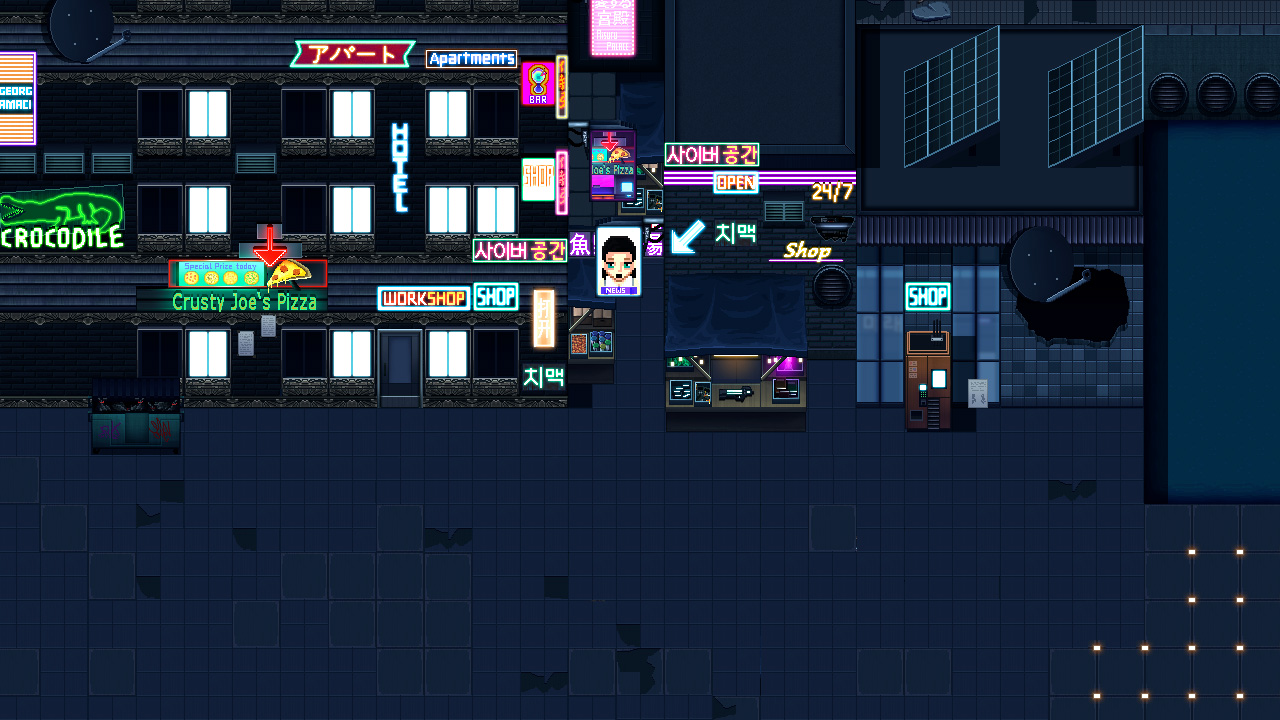 アパート
Apartments
GEORG
AMACI
BAR
HOTEL
SHOP
CROCODILE
사이버 공간
Special Prize today
Crusty Joe's Pizza
WORKSHOP
SHOP
치맥
Joe's Pizza
魚
NEWS
사이버 공간
OPEN
24/7
치맥
Shop
SHOP